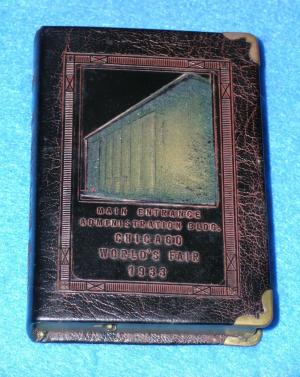 MAIN ENTRANCE
ADMINISTRATION BLDG.
CHICAGO
WORLD'S FAIR
1933